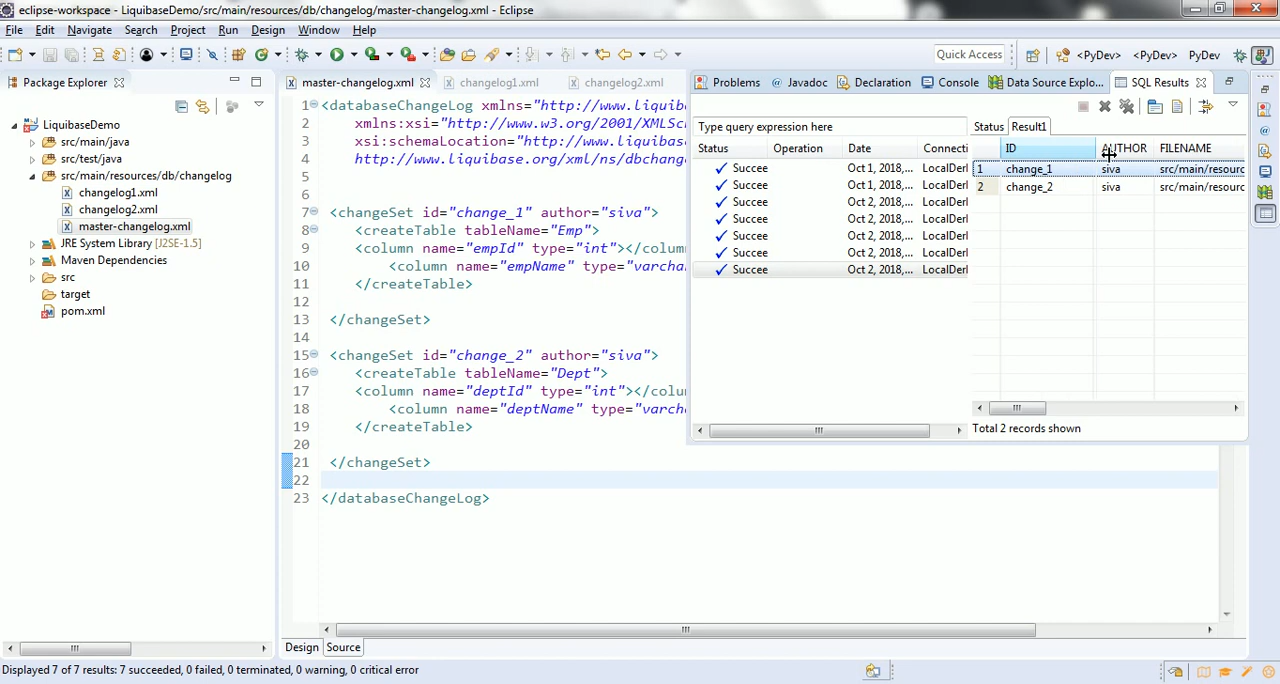 eclipse-workspace - LiquibaseDemo/src/main/resources/db/changelog/master-changelog.xml - Eclipse
File Edit Navigate Search Project Run Design Window Help
Quick Access <PyDev> <PyDev> PyDev
Package Explorer
LiquibaseDemo
src/main/java
src/test/java
src/main/resources/db/changelog
changelog1.xml
changelog2.xml
master-changelog.xml
JRE System Library [J2SE-1.5]
Maven Dependencies
src
target
pom.xml
master-changelog.xml changelog1.xml changelog2.xml
1 <databaseChangeLog xmlns="http://www.liquiba
2 xmlns:xsi="http://www.w3.org/2001/XMLSc
3 xsi:schemaLocation="http://www.liquibas
4 http://www.liquibase.org/xml/ns/dbchang
5
6
7 <changeSet id="change_1" author="siva">
8 <createTable tableName="Emp">
9 <column name="empId" type="int"></colum
10 <column name="empName" type="varcha
11 </createTable>
12
13 </changeSet>
14
15 <changeSet id="change_2" author="siva">
16 <createTable tableName="Dept">
17 <column name="deptId" type="int"></colu
18 <column name="deptName" type="varch
19 </createTable>
20
21 </changeSet>
22
23 </databaseChangeLog>
Design Source
Problems Javadoc Declaration Console Data Source Explo... SQL Results
Type query expression here
Status Operation Date Connecti
Succee Oct 1, 2018,... LocalDerl
Succee Oct 1, 2018,... LocalDerl
Succee Oct 2, 2018,... LocalDerl
Succee Oct 2, 2018,... LocalDerl
Succee Oct 2, 2018,... LocalDerl
Succee Oct 2, 2018,... LocalDerl
Succee Oct 2, 2018,... LocalDerl
Status Result1
ID AUTHOR FILENAME
1 change_1 siva src/main/resourc
2 change_2 siva src/main/resourc
Total 2 records shown
Displayed 7 of 7 results: 7 succeeded, 0 failed, 0 terminated, 0 warning, 0 critical error